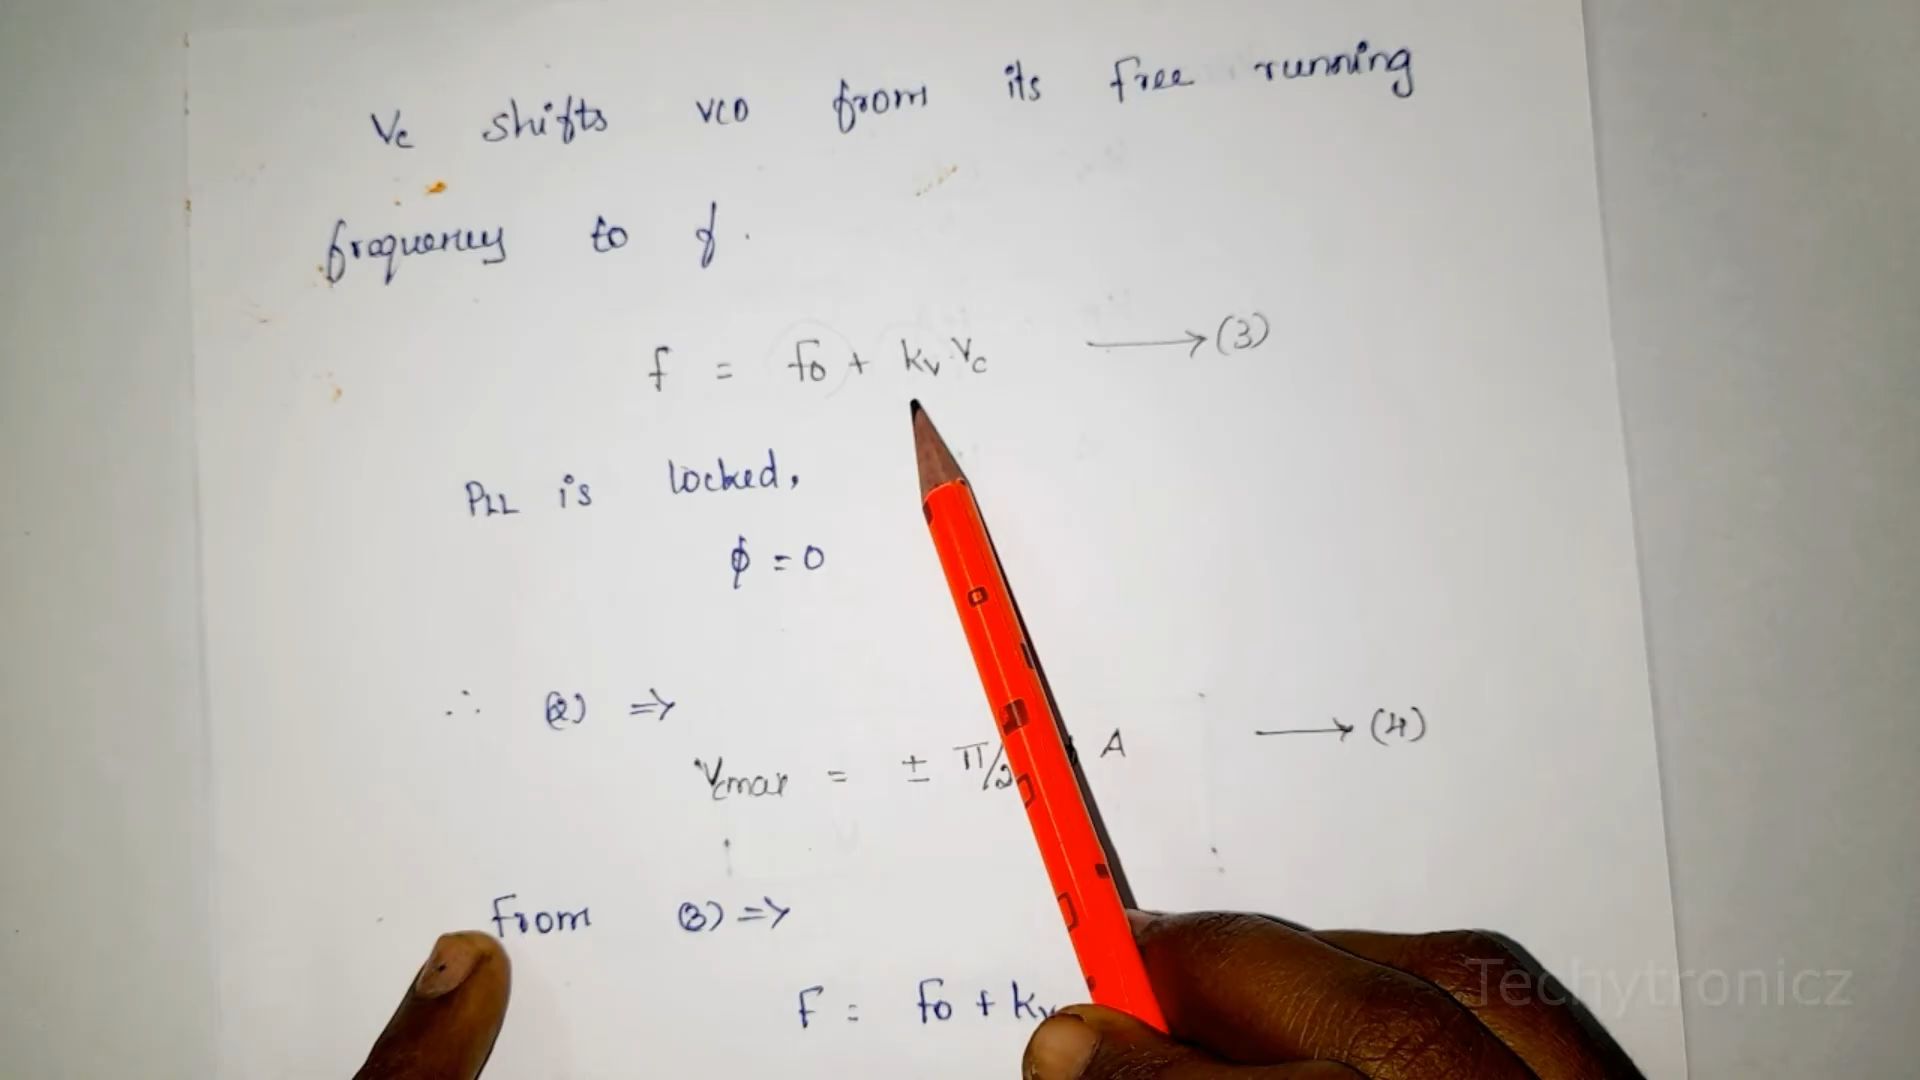 Vc shifts VCO from its free running
frequency to f.
f = fo + kv Vc ⟶ (3)
PLL is locked,
ϕ = 0
∴ (2) ⇒
Vcmax = ± π/2 A ⟶ (4)
From (3) ⇒
F = fo + kv
Techytronicz